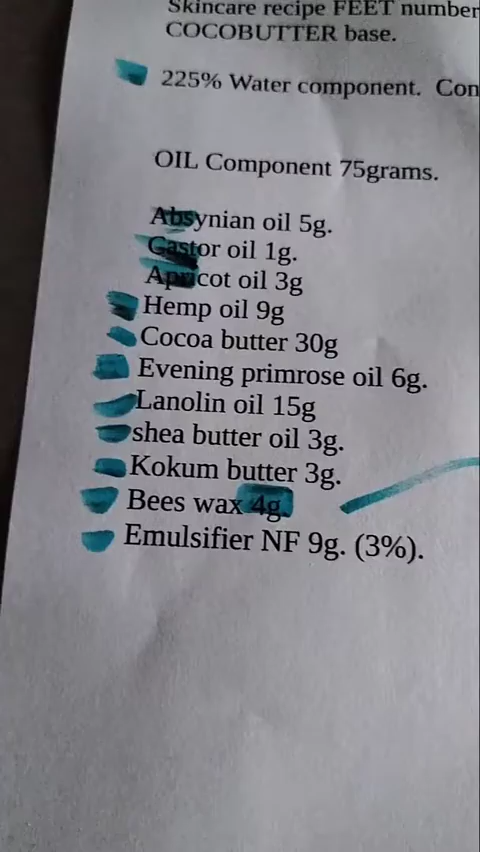 Skincare recipe FEET number
COCOBUTTER base.
225% Water component. Con
OIL Component 75grams.
Absynian oil 5g.
Castor oil 1g.
Apricot oil 3g
Hemp oil 9g
Cocoa butter 30g
Evening primrose oil 6g.
Lanolin oil 15g
shea butter oil 3g.
Kokum butter 3g.
Bees wax 4g.
Emulsifier NF 9g. (3%).